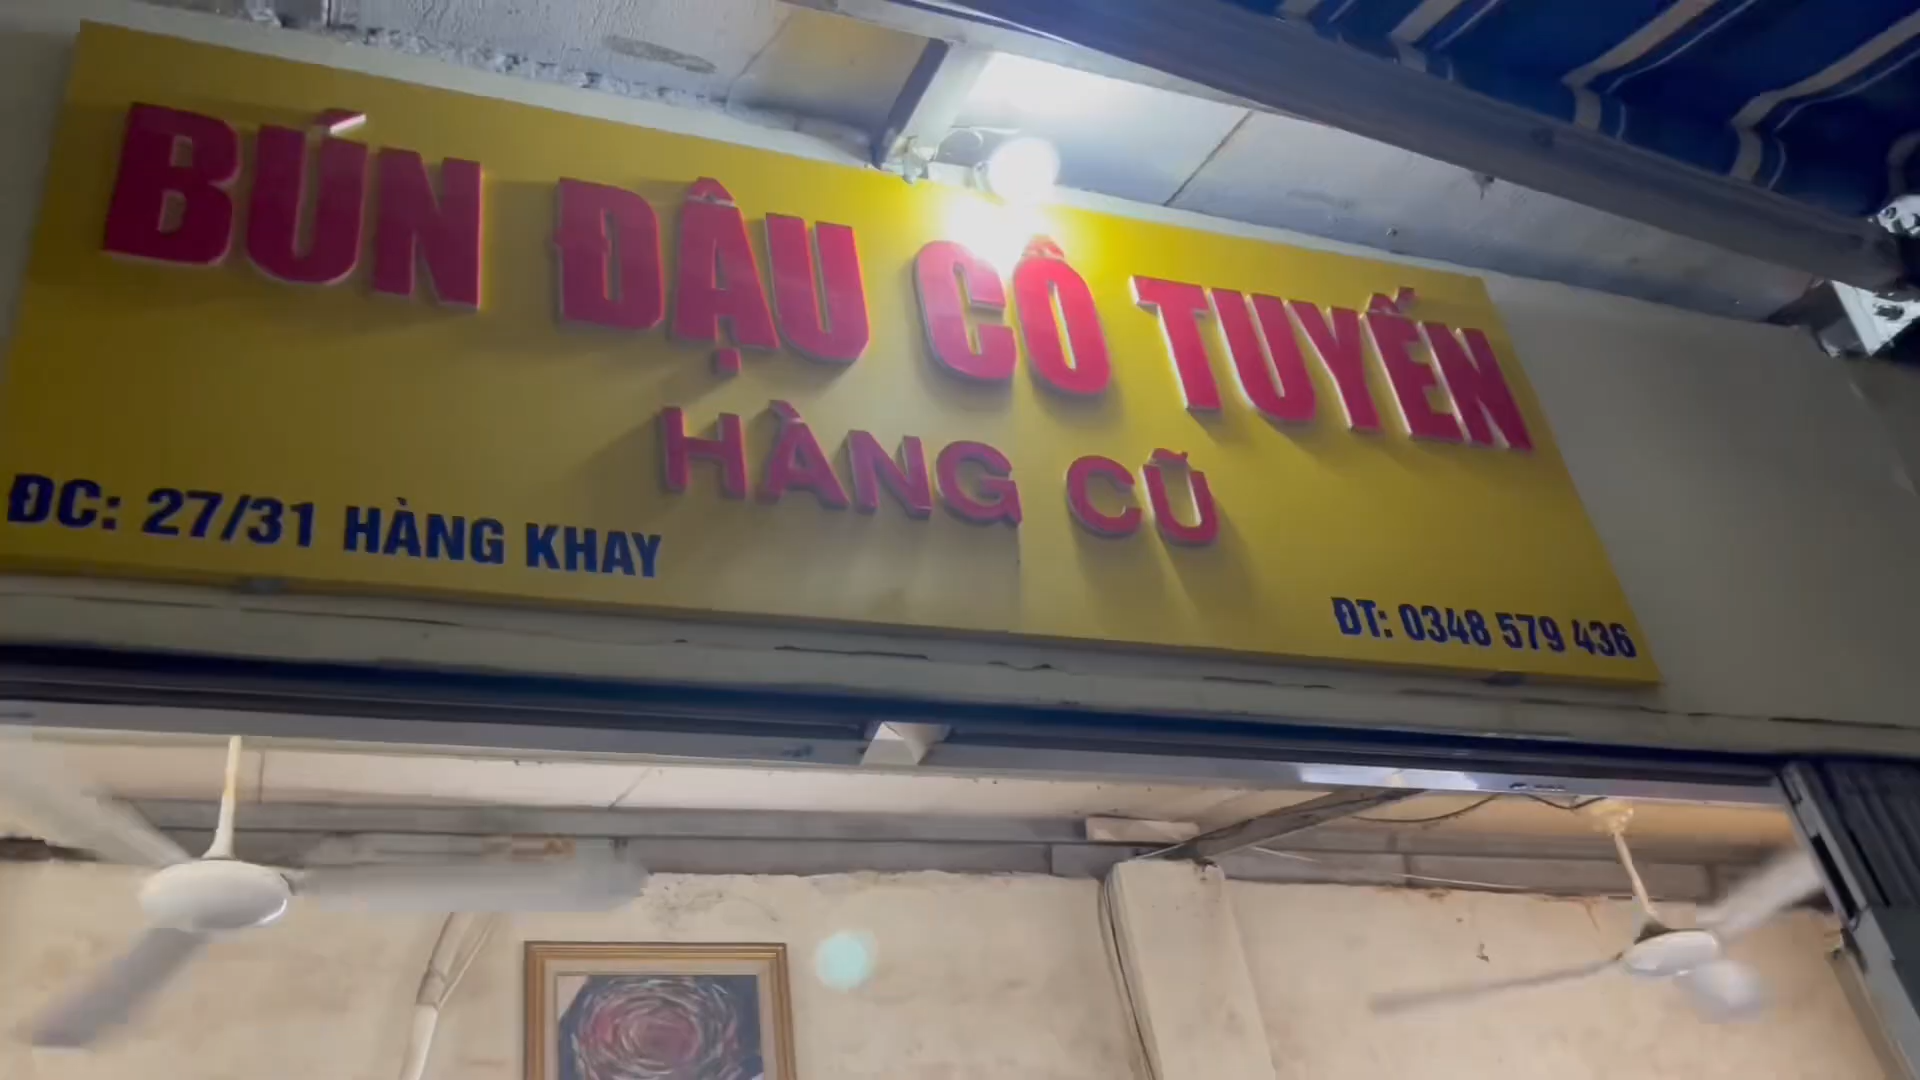 BÚN ĐẬU CÔ TUYẾN
HÀNG CŨ
ĐC: 27/31 HÀNG KHAY
ĐT: 0348 579 436